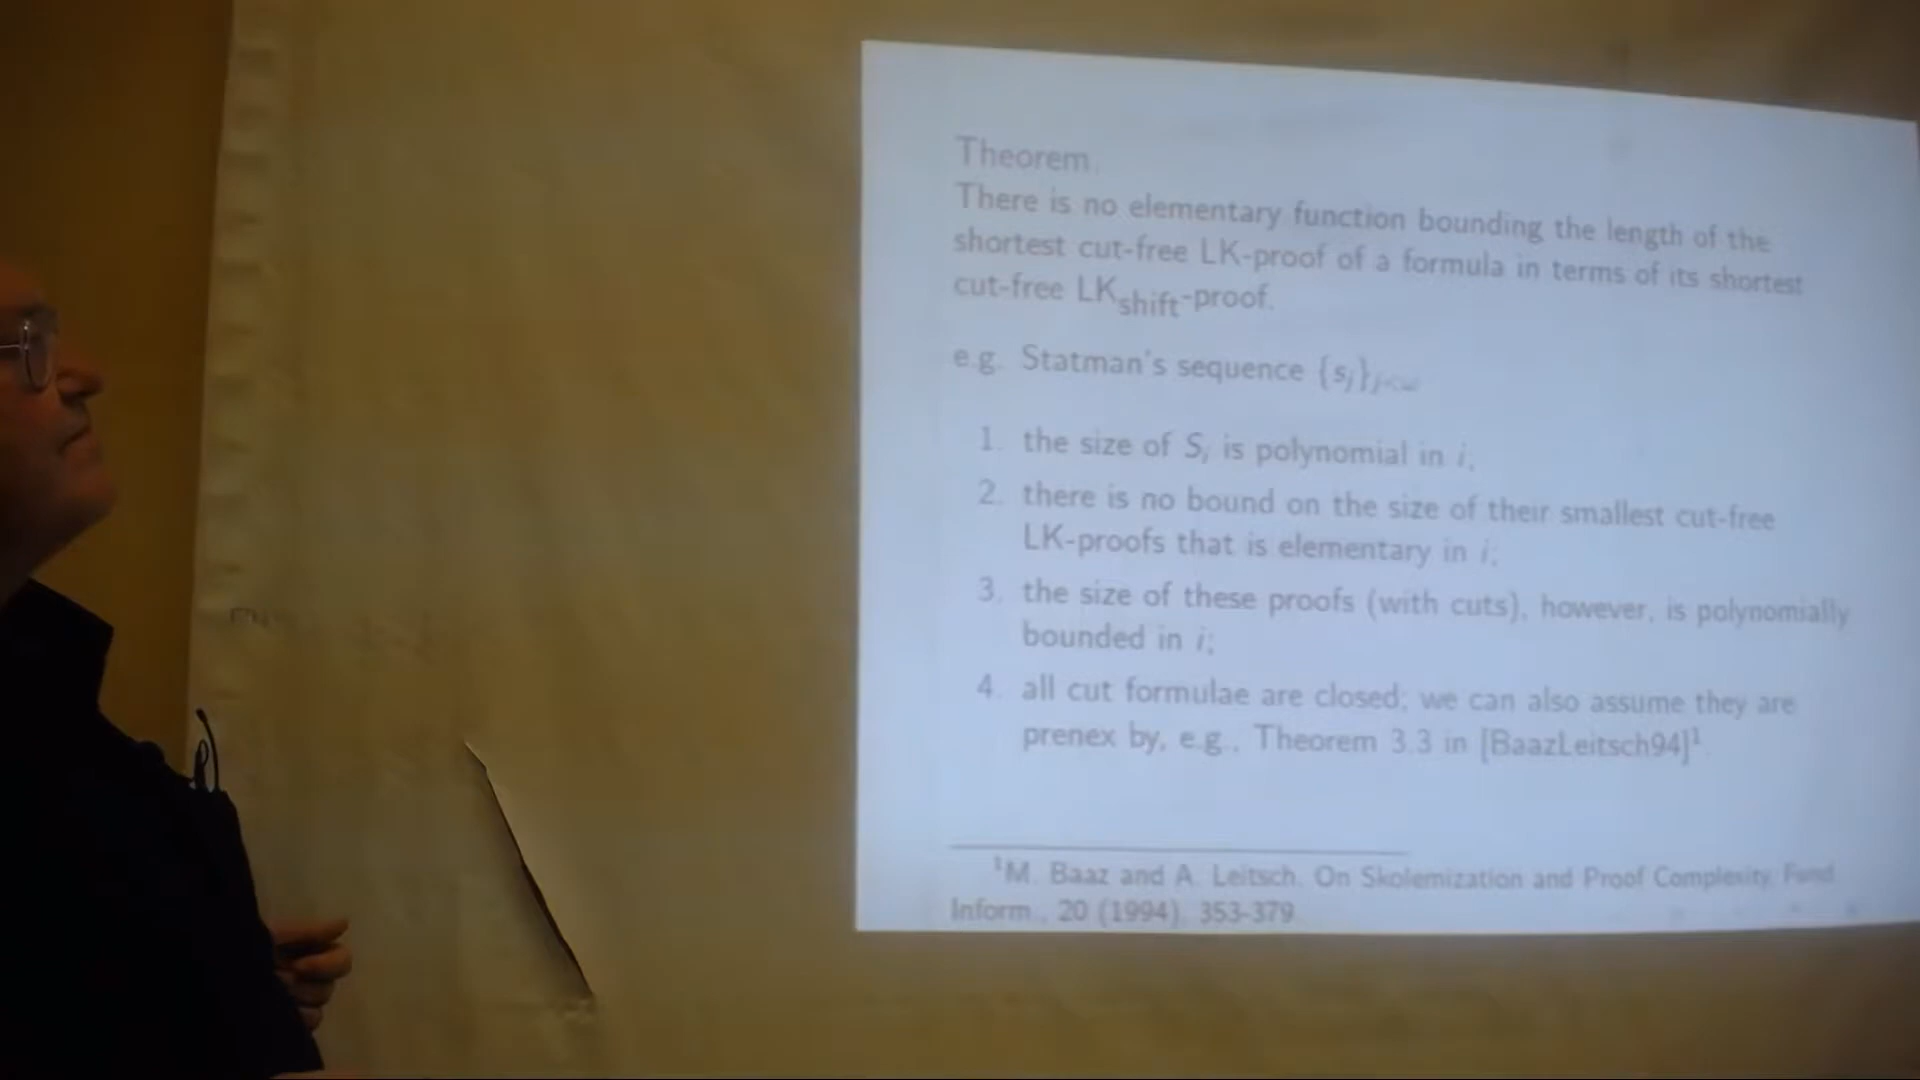 Theorem.
There is no elementary function bounding the length of the
shortest cut-free LK-proof of a formula in terms of its shortest
cut-free LK_shift-proof.
e.g. Statman's sequence {s_j}_{j<ω}
1. the size of S_i is polynomial in i;
2. there is no bound on the size of their smallest cut-free
LK-proofs that is elementary in i;
3. the size of these proofs (with cuts), however, is polynomially
bounded in i;
4. all cut formulae are closed; we can also assume they are
prenex by, e.g., Theorem 3.3 in [BaazLeitsch94]¹
¹M. Baaz and A. Leitsch. On Skolemization and Proof Complexity. Fund.
Inform., 20 (1994), 353-379